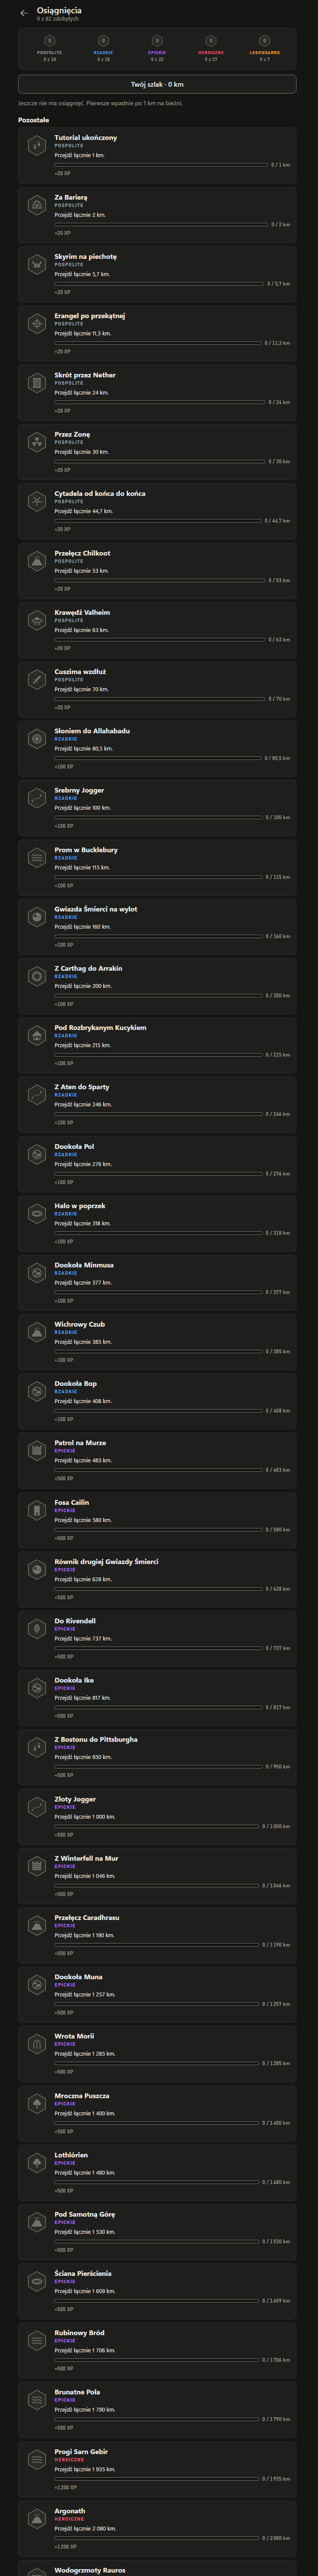 Osiągnięcia
0 z 82 zdobytych
0 0 0 0 0
POSPOLITE RZADKIE EPICKIE HEROICZNE LEGENDARNE
0 z 18 0 z 18 0 z 22 0 z 17 0 z 7
Twój szlak · 0 km
Jeszcze nie ma osiągnięć. Pierwsze wpadnie po 1 km na bieżni.
Pozostałe
Tutorial ukończony
POSPOLITE
Przejdź łącznie 1 km.
0 / 1 km
+20 XP
Za Barierą
POSPOLITE
Przejdź łącznie 2 km.
0 / 2 km
+20 XP
Skyrim na piechotę
POSPOLITE
Przejdź łącznie 5,7 km.
0 / 5,7 km
+20 XP
Erangel po przekątnej
POSPOLITE
Przejdź łącznie 11,3 km.
0 / 11,3 km
+20 XP
Skrót przez Nether
POSPOLITE
Przejdź łącznie 24 km.
0 / 24 km
+20 XP
Przez Zonę
POSPOLITE
Przejdź łącznie 30 km.
0 / 30 km
+20 XP
Cytadela od końca do końca
POSPOLITE
Przejdź łącznie 44,7 km.
0 / 44,7 km
+20 XP
Przełęcz Chilkoot
POSPOLITE
Przejdź łącznie 53 km.
0 / 53 km
+20 XP
Krawędź Valheim
POSPOLITE
Przejdź łącznie 63 km.
0 / 63 km
+20 XP
Cuszima wzdłuż
POSPOLITE
Przejdź łącznie 70 km.
0 / 70 km
+20 XP
Słoniem do Allahabadu
RZADKIE
Przejdź łącznie 80,5 km.
0 / 80,5 km
+100 XP
Srebrny Jogger
RZADKIE
Przejdź łącznie 100 km.
0 / 100 km
+100 XP
Prom w Bucklebury
RZADKIE
Przejdź łącznie 115 km.
0 / 115 km
+100 XP
Gwiazda Śmierci na wylot
RZADKIE
Przejdź łącznie 160 km.
0 / 160 km
+100 XP
Z Carthag do Arrakin
RZADKIE
Przejdź łącznie 200 km.
0 / 200 km
+100 XP
Pod Rozbrykanym Kucykiem
RZADKIE
Przejdź łącznie 215 km.
0 / 215 km
+100 XP
Z Aten do Sparty
RZADKIE
Przejdź łącznie 246 km.
0 / 246 km
+100 XP
Dookoła Pol
RZADKIE
Przejdź łącznie 276 km.
0 / 276 km
+100 XP
Halo w poprzek
RZADKIE
Przejdź łącznie 318 km.
0 / 318 km
+100 XP
Dookoła Minmusa
RZADKIE
Przejdź łącznie 377 km.
0 / 377 km
+100 XP
Wichrowy Czub
RZADKIE
Przejdź łącznie 385 km.
0 / 385 km
+100 XP
Dookoła Bop
RZADKIE
Przejdź łącznie 408 km.
0 / 408 km
+100 XP
Patrol na Murze
EPICKIE
Przejdź łącznie 483 km.
0 / 483 km
+500 XP
Fosa Cailin
EPICKIE
Przejdź łącznie 580 km.
0 / 580 km
+500 XP
Równik drugiej Gwiazdy Śmierci
EPICKIE
Przejdź łącznie 628 km.
0 / 628 km
+500 XP
Do Rivendell
EPICKIE
Przejdź łącznie 737 km.
0 / 737 km
+500 XP
Dookoła Ike
EPICKIE
Przejdź łącznie 817 km.
0 / 817 km
+500 XP
Z Bostonu do Pittsburgha
EPICKIE
Przejdź łącznie 950 km.
0 / 950 km
+500 XP
Złoty Jogger
EPICKIE
Przejdź łącznie 1 000 km.
0 / 1 000 km
+500 XP
Z Winterfell na Mur
EPICKIE
Przejdź łącznie 1 046 km.
0 / 1 046 km
+500 XP
Przełęcz Caradhrasu
EPICKIE
Przejdź łącznie 1 190 km.
0 / 1 190 km
+500 XP
Dookoła Muna
EPICKIE
Przejdź łącznie 1 257 km.
0 / 1 257 km
+500 XP
Wrota Morii
EPICKIE
Przejdź łącznie 1 285 km.
0 / 1 285 km
+500 XP
Mroczna Puszcza
EPICKIE
Przejdź łącznie 1 400 km.
0 / 1 400 km
+500 XP
Lothlórien
EPICKIE
Przejdź łącznie 1 480 km.
0 / 1 480 km
+500 XP
Pod Samotną Górę
EPICKIE
Przejdź łącznie 1 530 km.
0 / 1 530 km
+500 XP
Ściana Pierścienia
EPICKIE
Przejdź łącznie 1 609 km.
0 / 1 609 km
+500 XP
Rubinowy Bród
EPICKIE
Przejdź łącznie 1 706 km.
0 / 1 706 km
+500 XP
Brunatne Pola
EPICKIE
Przejdź łącznie 1 790 km.
0 / 1 790 km
+500 XP
Progi Sarn Gebir
HEROICZNE
Przejdź łącznie 1 935 km.
0 / 1 935 km
+1 200 XP
Argonath
HEROICZNE
Przejdź łącznie 2 080 km.
0 / 2 080 km
+1 200 XP
Wodogrzmoty Rauros